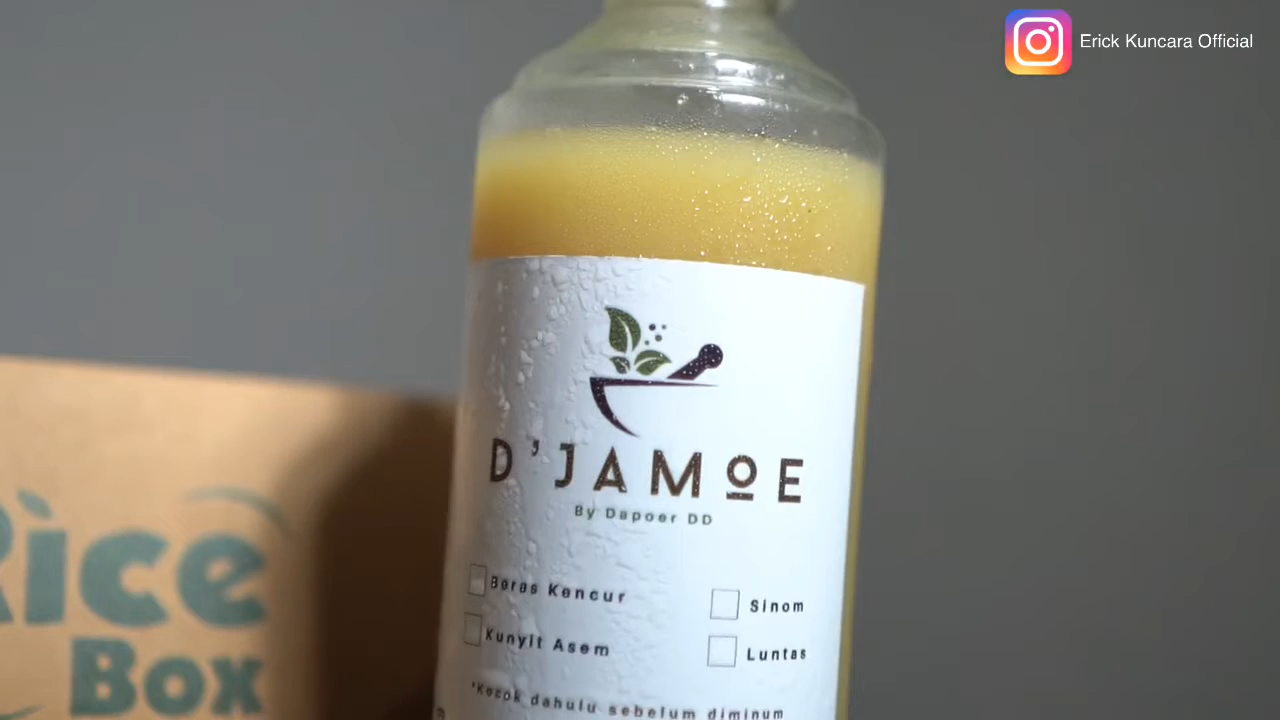 Erick Kuncara Official
D'JAMOE
By Dapoer DD
Beras Kencur
Sinom
Kunyit Asem
Luntas
*Kocok dahulu sebelum diminum
Rice
Box